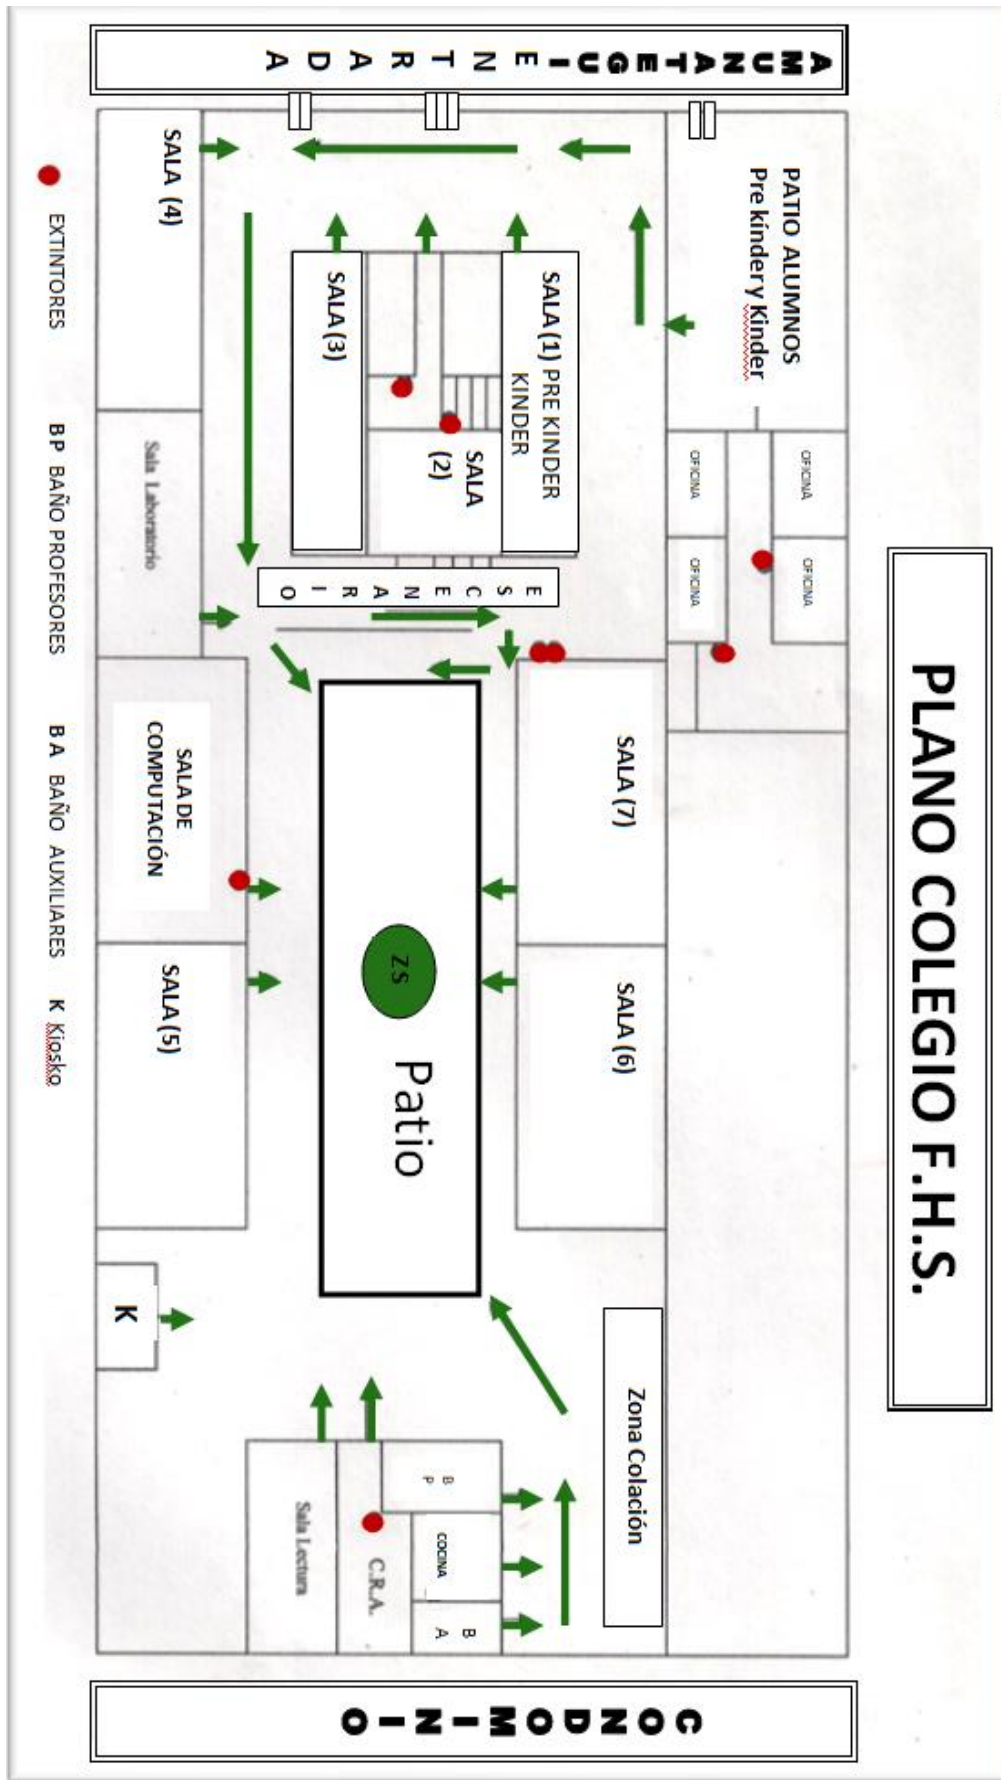 PLANO COLEGIO F.H.S.
AMUNATEGUI ENTRADA
PATIO ALUMNOS
Pre kínder y Kinder
OFICINA
OFICINA
OFICINA
OFICINA
Zona Colación
SALA (7)
SALA (6)
SALA (1) PRE KINDER
KINDER
SALA
(2)
SALA (3)
ESCENARIO
ZS
Patio
B P
COCINA
B A
C.R.A.
Sala Lectura
SALA (4)
Sala Laboratorio
SALA DE
COMPUTACIÓN
SALA (5)
K
CONDOMINIO
EXTINTORES BP BAÑO PROFESORES B A BAÑO AUXILIARES K Kiosko